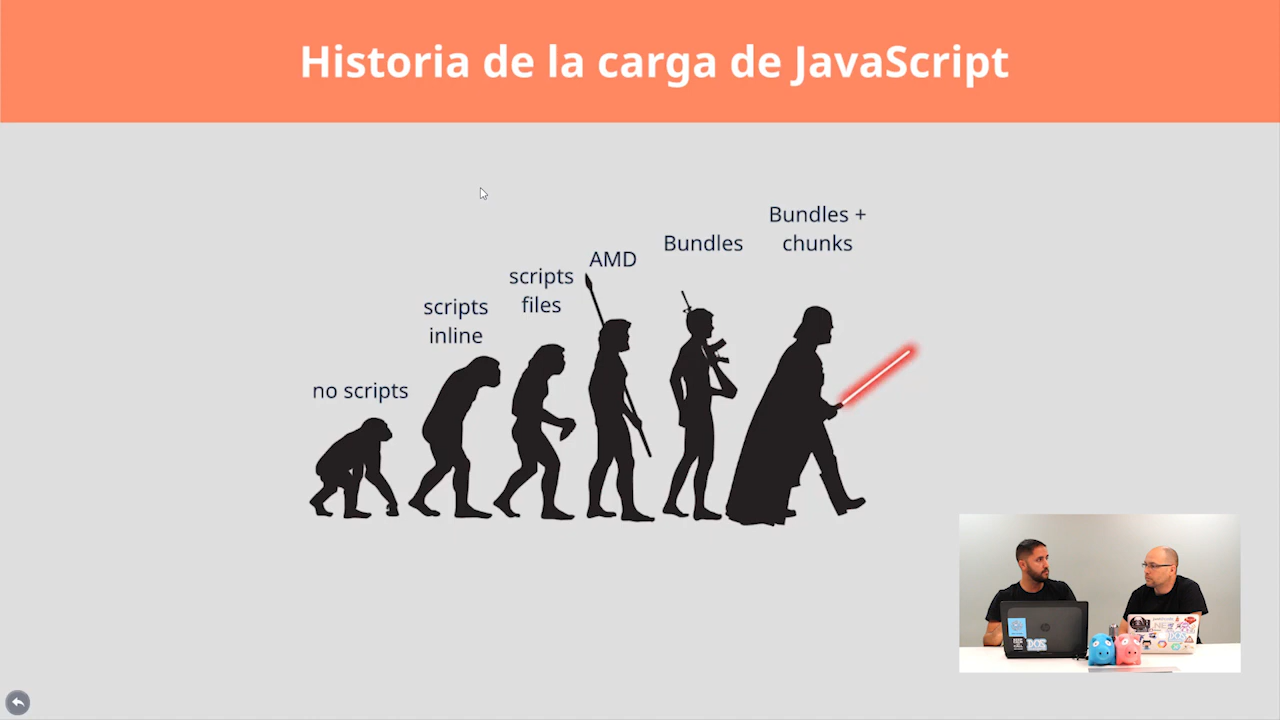 Historia de la carga de JavaScript
Bundles +
chunks
Bundles
AMD
scripts
files
scripts
inline
no scripts